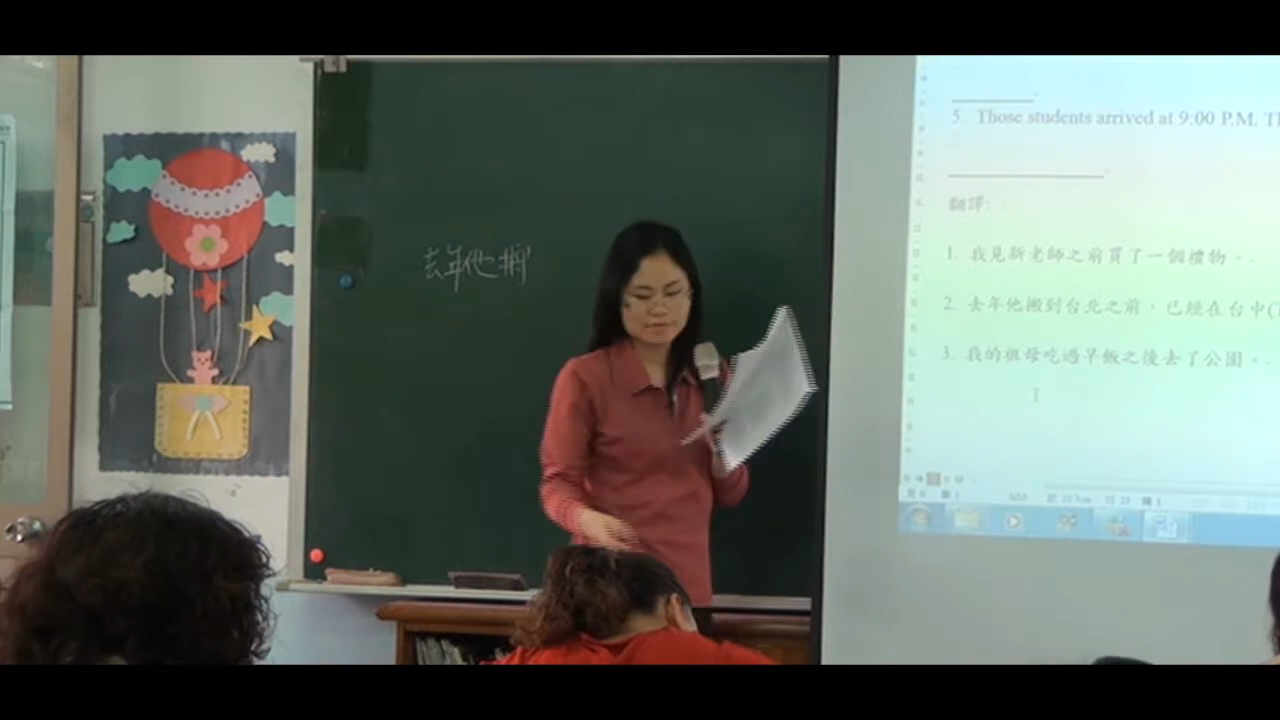 去年他搬
5. Those students arrived at 9:00 P.M. Th
翻譯:
1. 我見新老師之前買了一個禮物。
2. 去年他搬到台北之前，已經在台中(
3. 我的祖母吃過早飯之後去了公園。